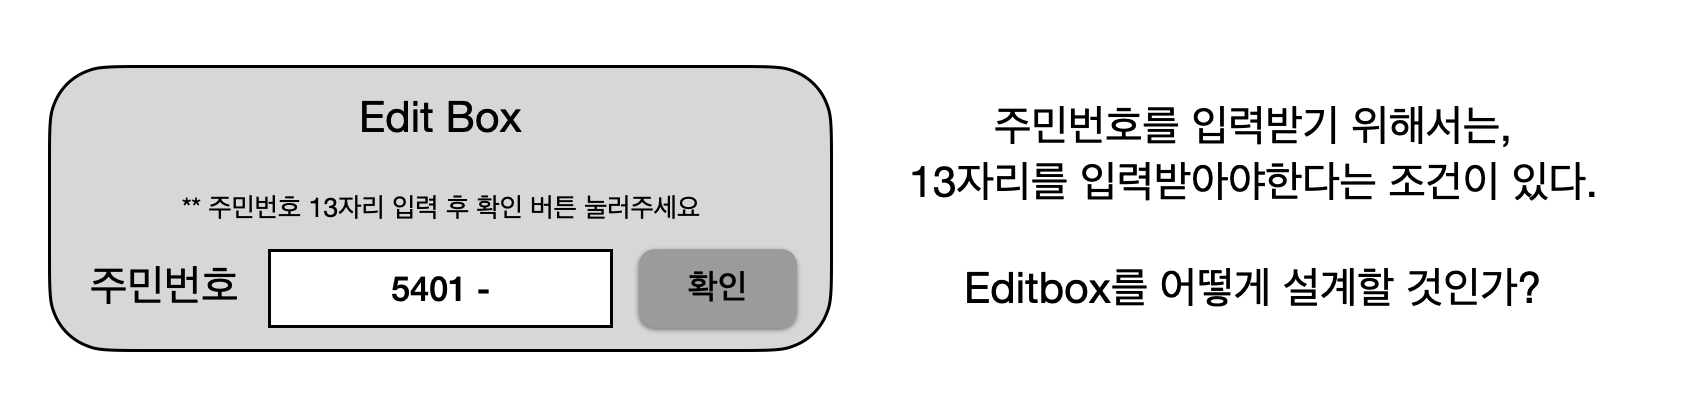 Edit Box
** 주민번호 13자리 입력 후 확인 버튼 눌러주세요
주민번호
5401 -
확인
주민번호를 입력받기 위해서는,
13자리를 입력받아야한다는 조건이 있다.
Editbox를 어떻게 설계할 것인가?